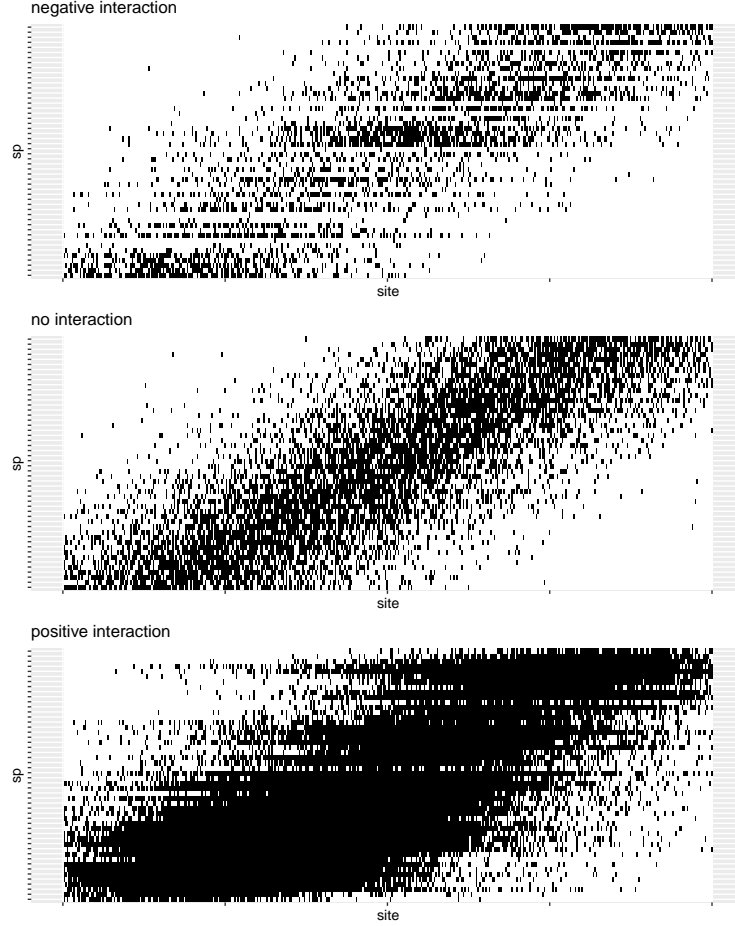 negative interaction
sp
site
no interaction
sp
site
positive interaction
sp
site